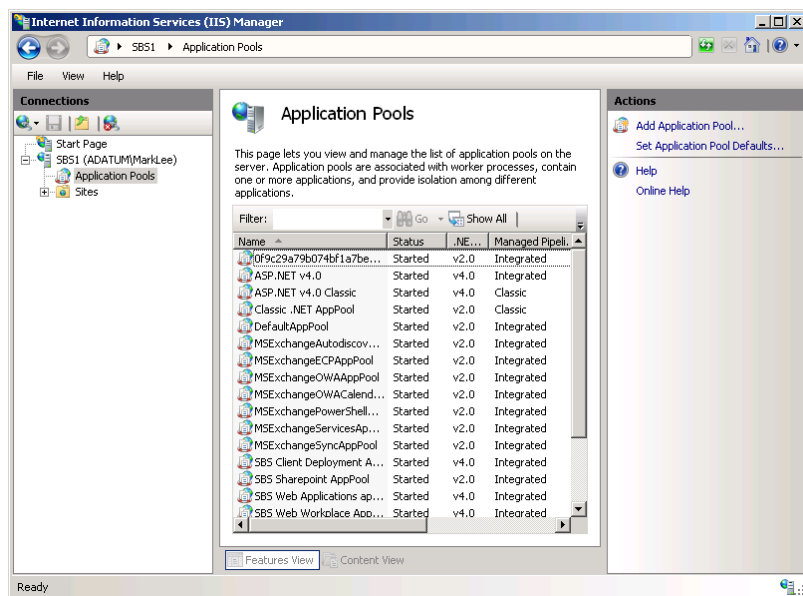 Internet Information Services (IIS) Manager
SBS1 Application Pools
File View Help
Connections
Start Page
SBS1 (ADATUM\MarkLee)
Application Pools
Sites
Application Pools
This page lets you view and manage the list of application pools on the
server. Application pools are associated with worker processes, contain
one or more applications, and provide isolation among different
applications.
Filter: Go Show All
Name Status .NE... Managed Pipeli...
0f9c29a79b074bf1a7be... Started v2.0 Integrated
ASP.NET v4.0 Started v4.0 Integrated
ASP.NET v4.0 Classic Started v4.0 Classic
Classic .NET AppPool Started v2.0 Classic
DefaultAppPool Started v2.0 Integrated
MSExchangeAutodiscov... Started v2.0 Integrated
MSExchangeECPAppPool Started v2.0 Integrated
MSExchangeOWAAppPool Started v2.0 Integrated
MSExchangeOWACalend... Started v2.0 Integrated
MSExchangePowerShell... Started v2.0 Integrated
MSExchangeServicesAp... Started v2.0 Integrated
MSExchangeSyncAppPool Started v2.0 Integrated
SBS Client Deployment A... Started v4.0 Integrated
SBS Sharepoint AppPool Started v2.0 Integrated
SBS Web Applications ap... Started v4.0 Integrated
SBS Web Workplace App... Started v4.0 Integrated
Features View Content View
Actions
Add Application Pool...
Set Application Pool Defaults...
Help
Online Help
Ready